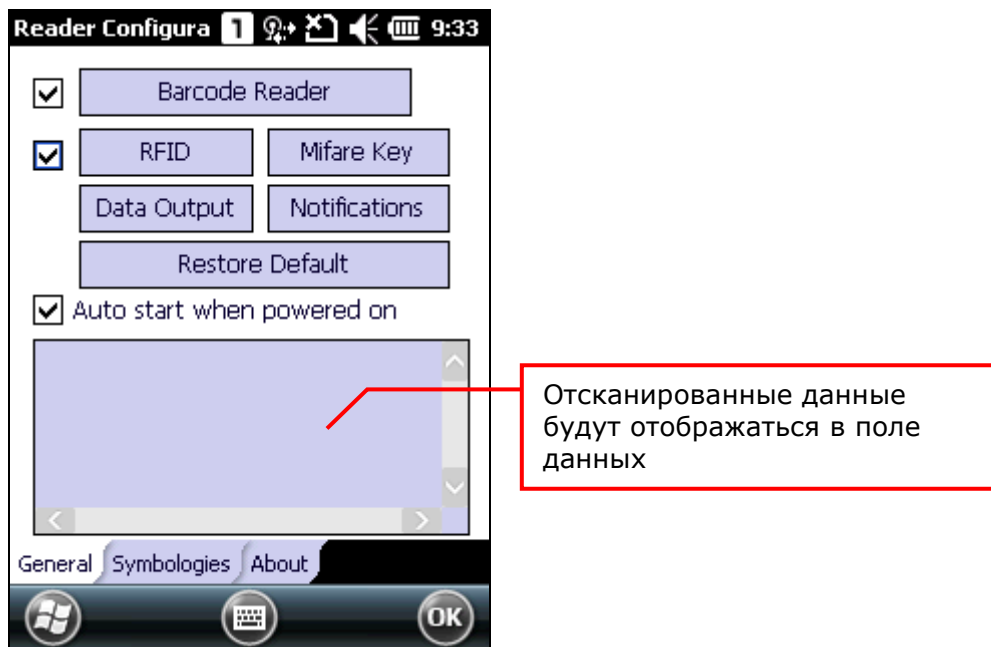 Reader Configura 1 9:33
Barcode Reader
RFID Mifare Key
Data Output Notifications
Restore Default
Auto start when powered on
Отсканированные данные
будут отображаться в поле
данных
General Symbologies About
OK